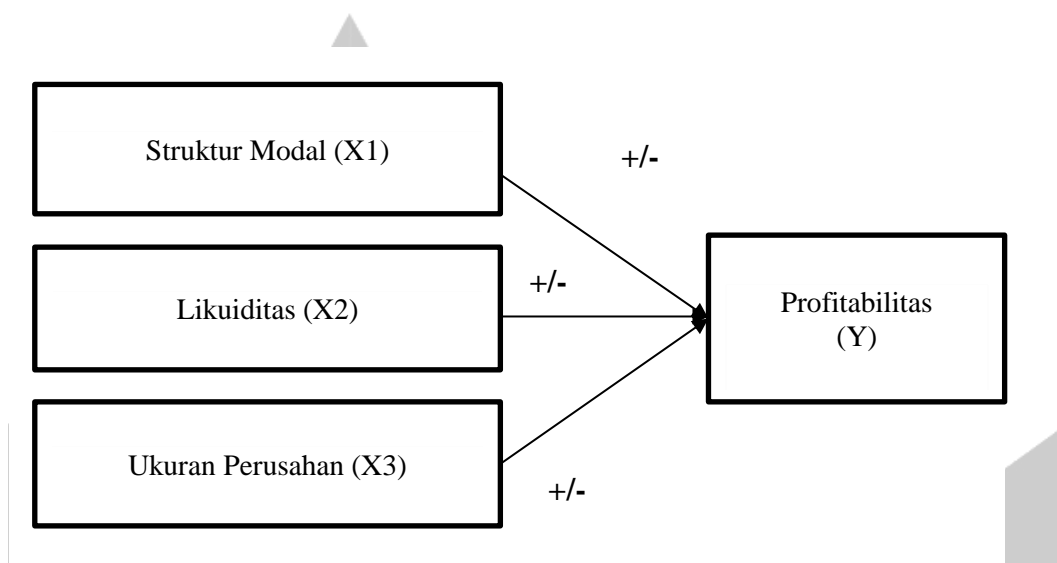 Struktur Modal (X1)
+/-
Likuiditas (X2)
+/-
Profitabilitas
(Y)
Ukuran Perusahan (X3)
+/-